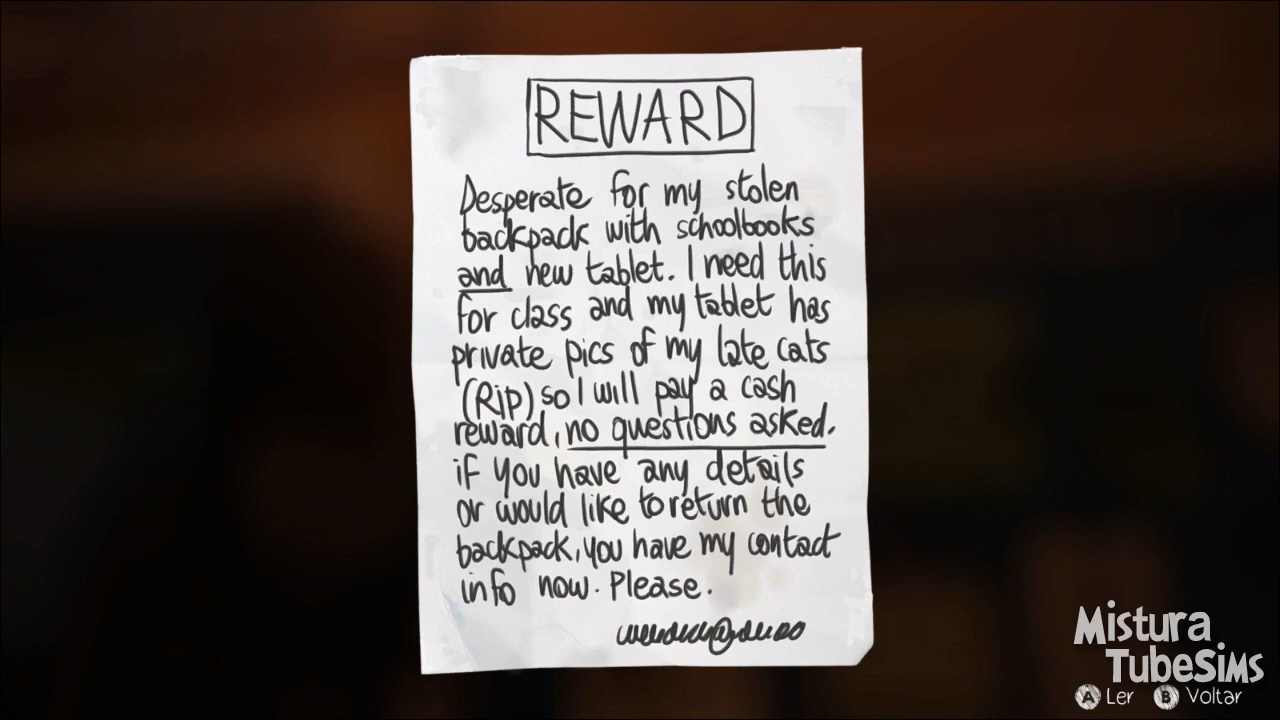 REWARD
Desperate for my stolen
backpack with schoolbooks
and new tablet. I need this
for class and my tablet has
private pics of my late cats
(Rip) so I will pay a cash
reward, no questions asked.
if you have any details
or would like to return the
backpack, you have my contact
info now. Please.
Mistura
TubeSims
A Ler B Voltar